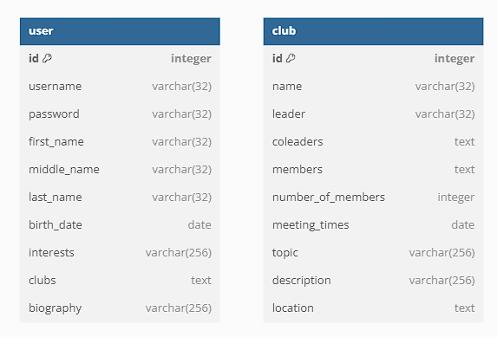 user
id integer
username varchar(32)
password varchar(32)
first_name varchar(32)
middle_name varchar(32)
last_name varchar(32)
birth_date date
interests varchar(256)
clubs text
biography varchar(256)
club
id integer
name varchar(32)
leader varchar(32)
coleaders text
members text
number_of_members integer
meeting_times date
topic varchar(256)
description varchar(256)
location text